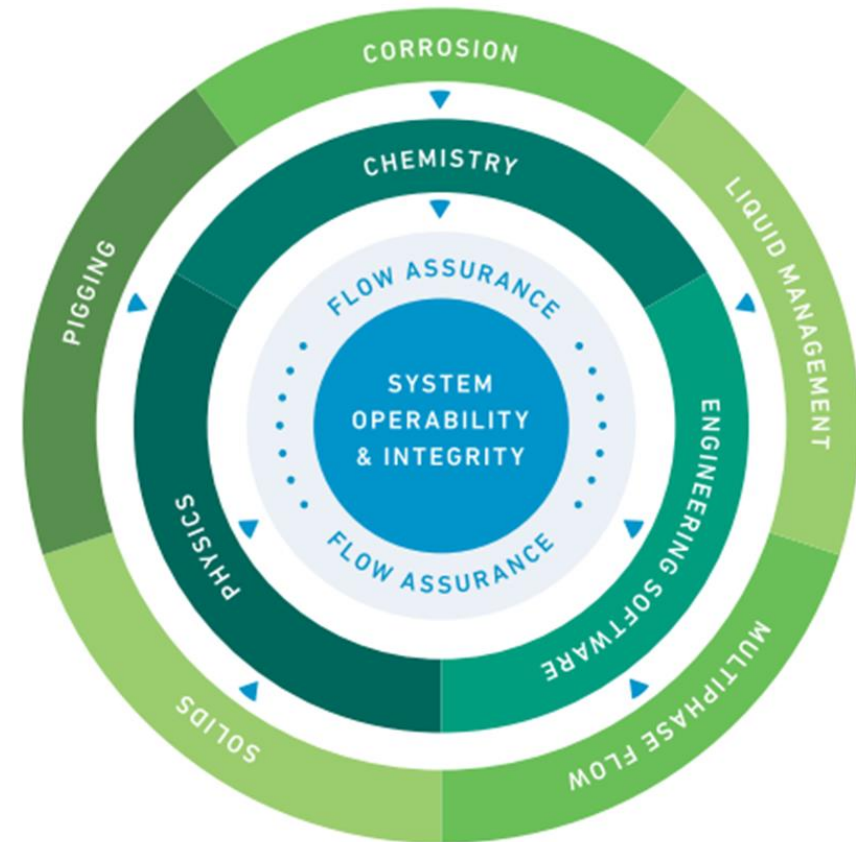 CORROSION
LIQUID MANAGEMENT
MULTIPHASE FLOW
SOLIDS
PIGGING
CHEMISTRY
ENGINEERING SOFTWARE
PHYSICS
FLOW ASSURANCE
SYSTEM
OPERABILITY
& INTEGRITY
FLOW ASSURANCE